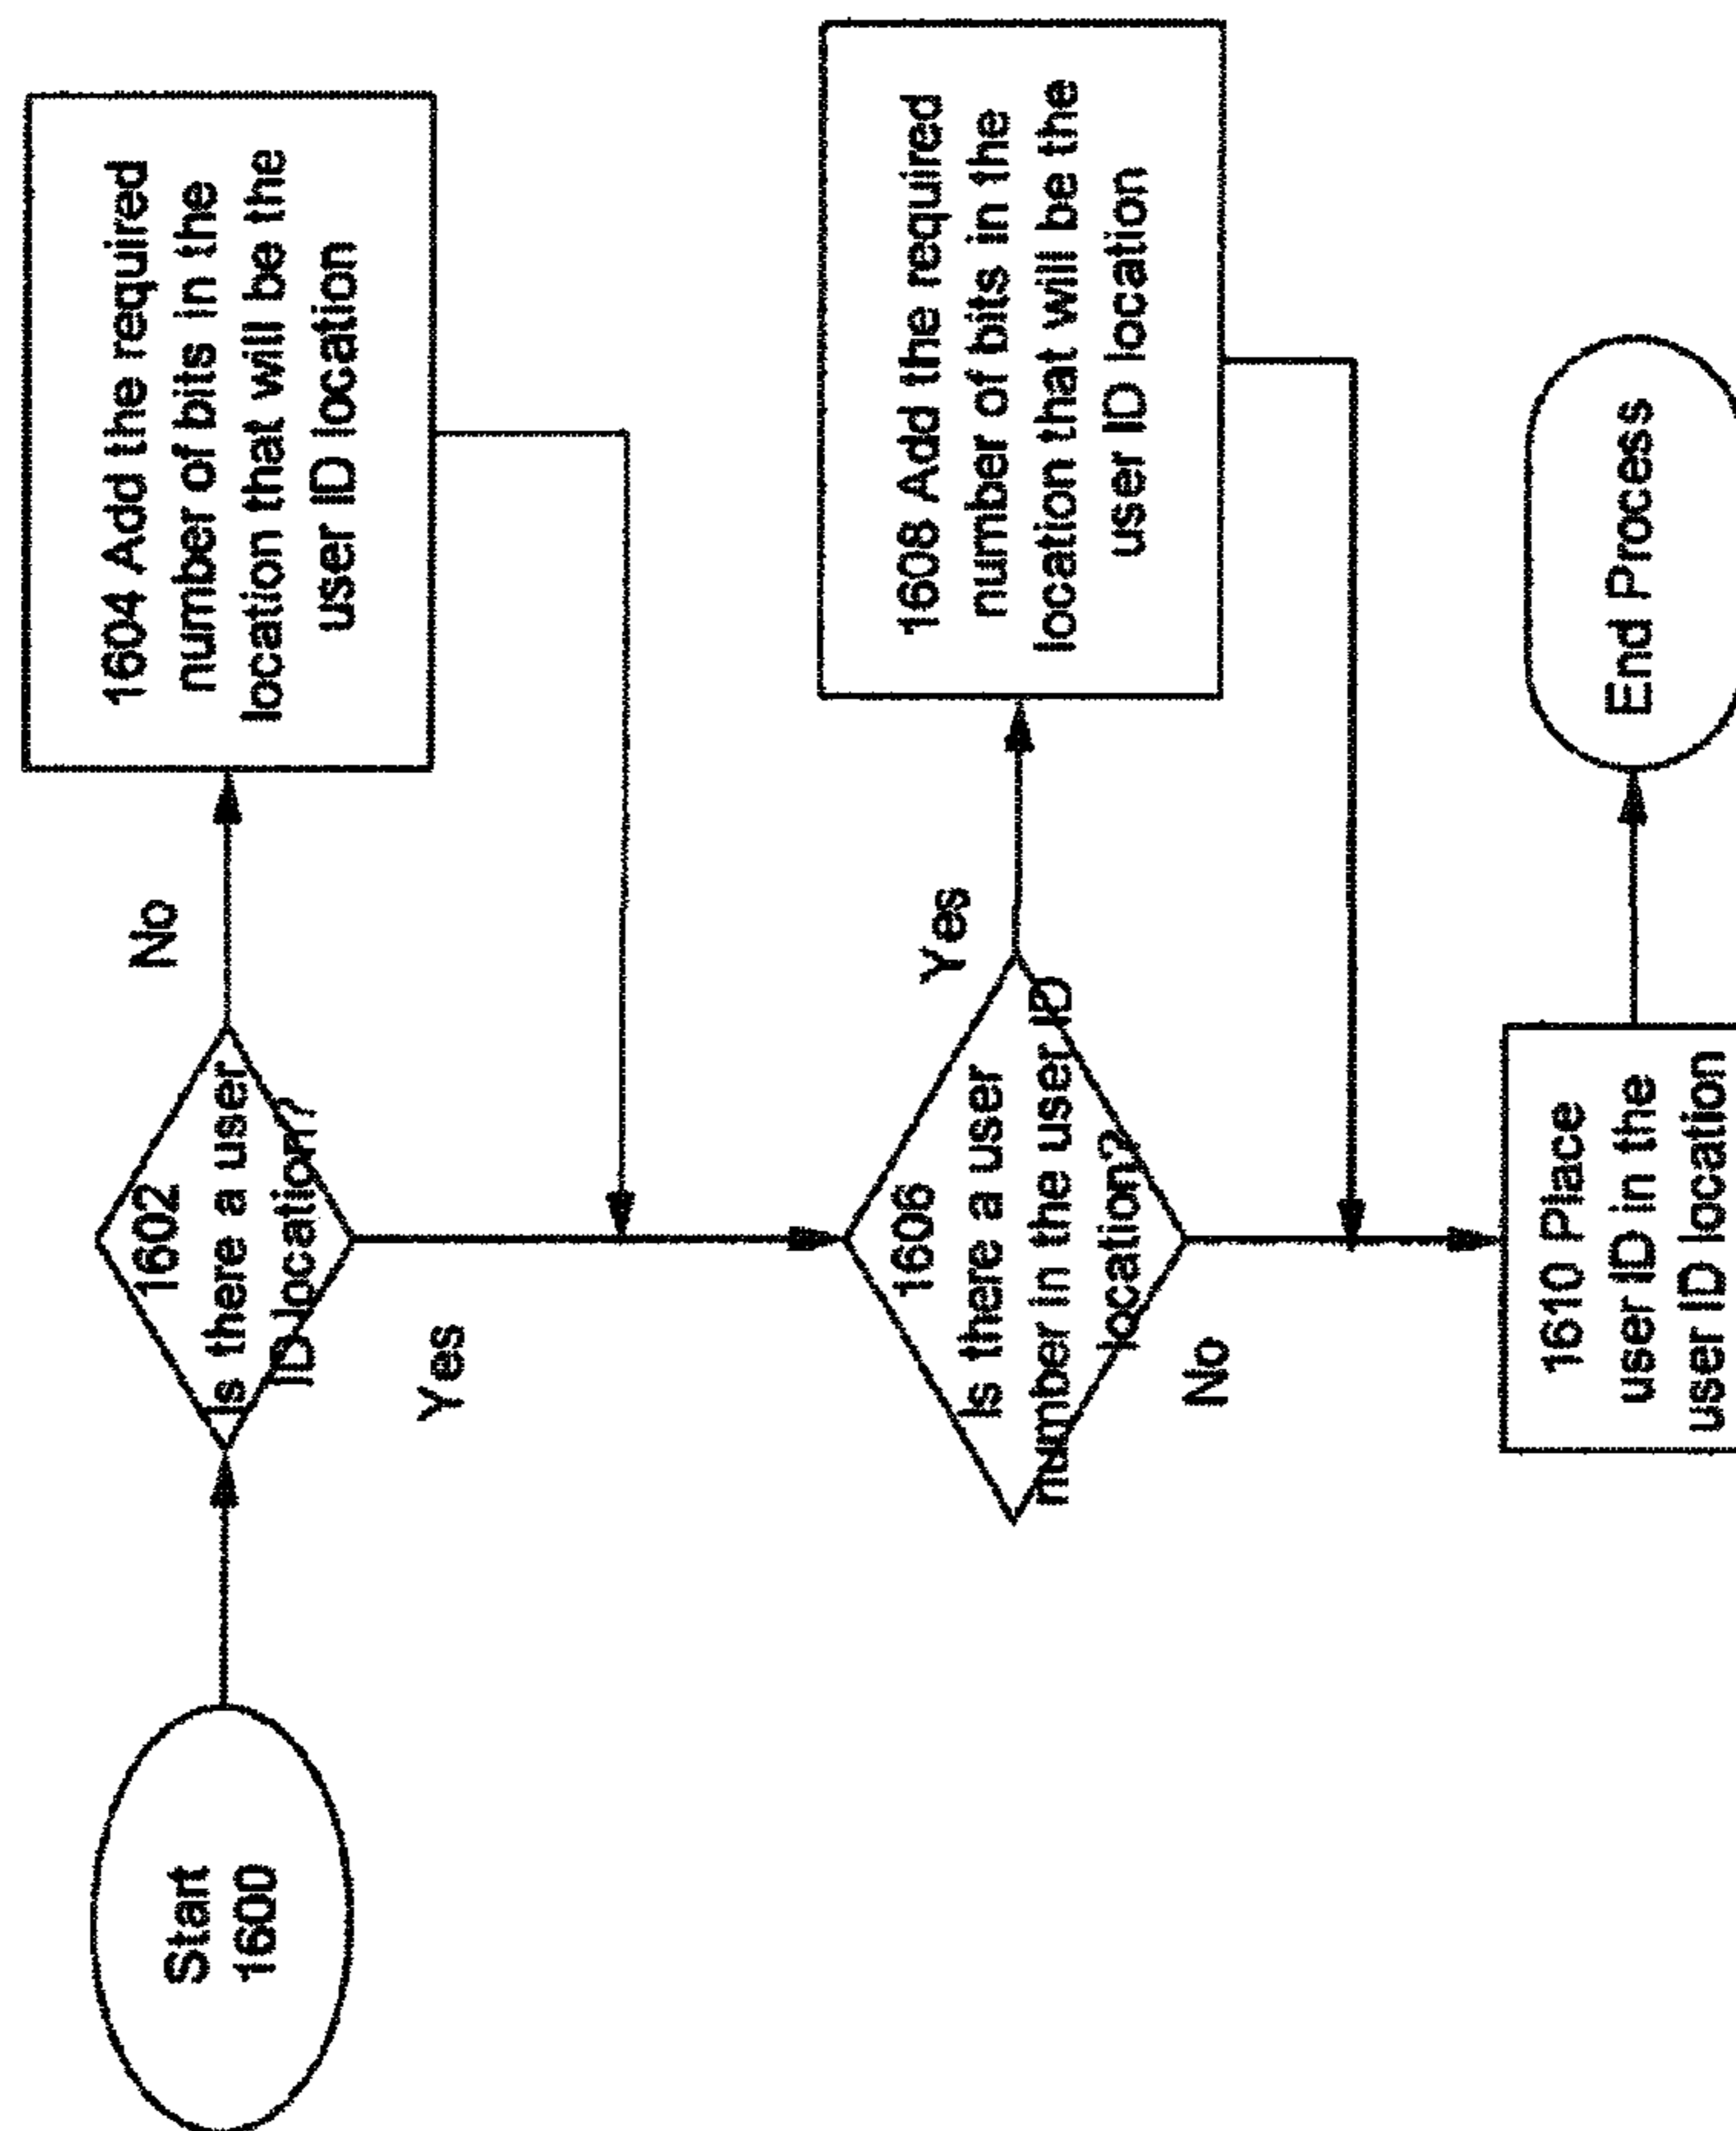 Start
1600
1602
Is there a user
ID location?
No
1604 Add the required
number of bits in the
location that will be the
user ID location
Yes
1606
Is there a user
number in the user ID
location?
Yes
1608 Add the required
number of bits in the
location that will be the
user ID location
No
1610 Place
user ID in the
user ID location
End Process